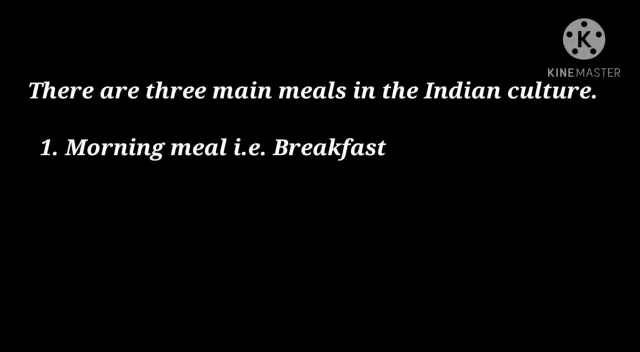 KINEMASTER
There are three main meals in the Indian culture.
1. Morning meal i.e. Breakfast